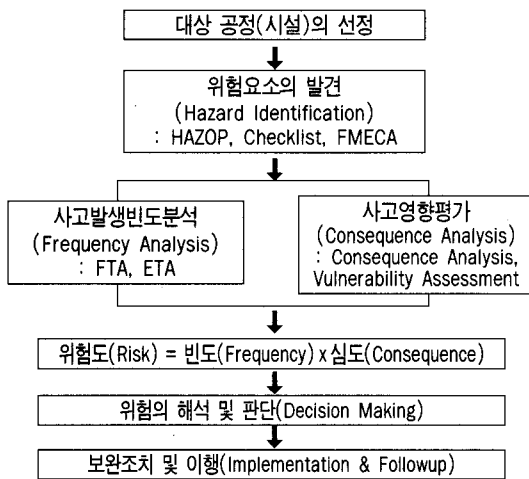 대상 공정(시설)의 선정
위험요소의 발견
(Hazard Identification)
: HAZOP, Checklist, FMECA
사고발생빈도분석
(Frequency Analysis)
: FTA, ETA
사고영향평가
(Consequence Analysis)
: Consequence Analysis,
Vulnerability Assessment
위험도(Risk) = 빈도(Frequency) x 심도(Consequence)
위험의 해석 및 판단(Decision Making)
보완조치 및 이행(Implementation & Followup)